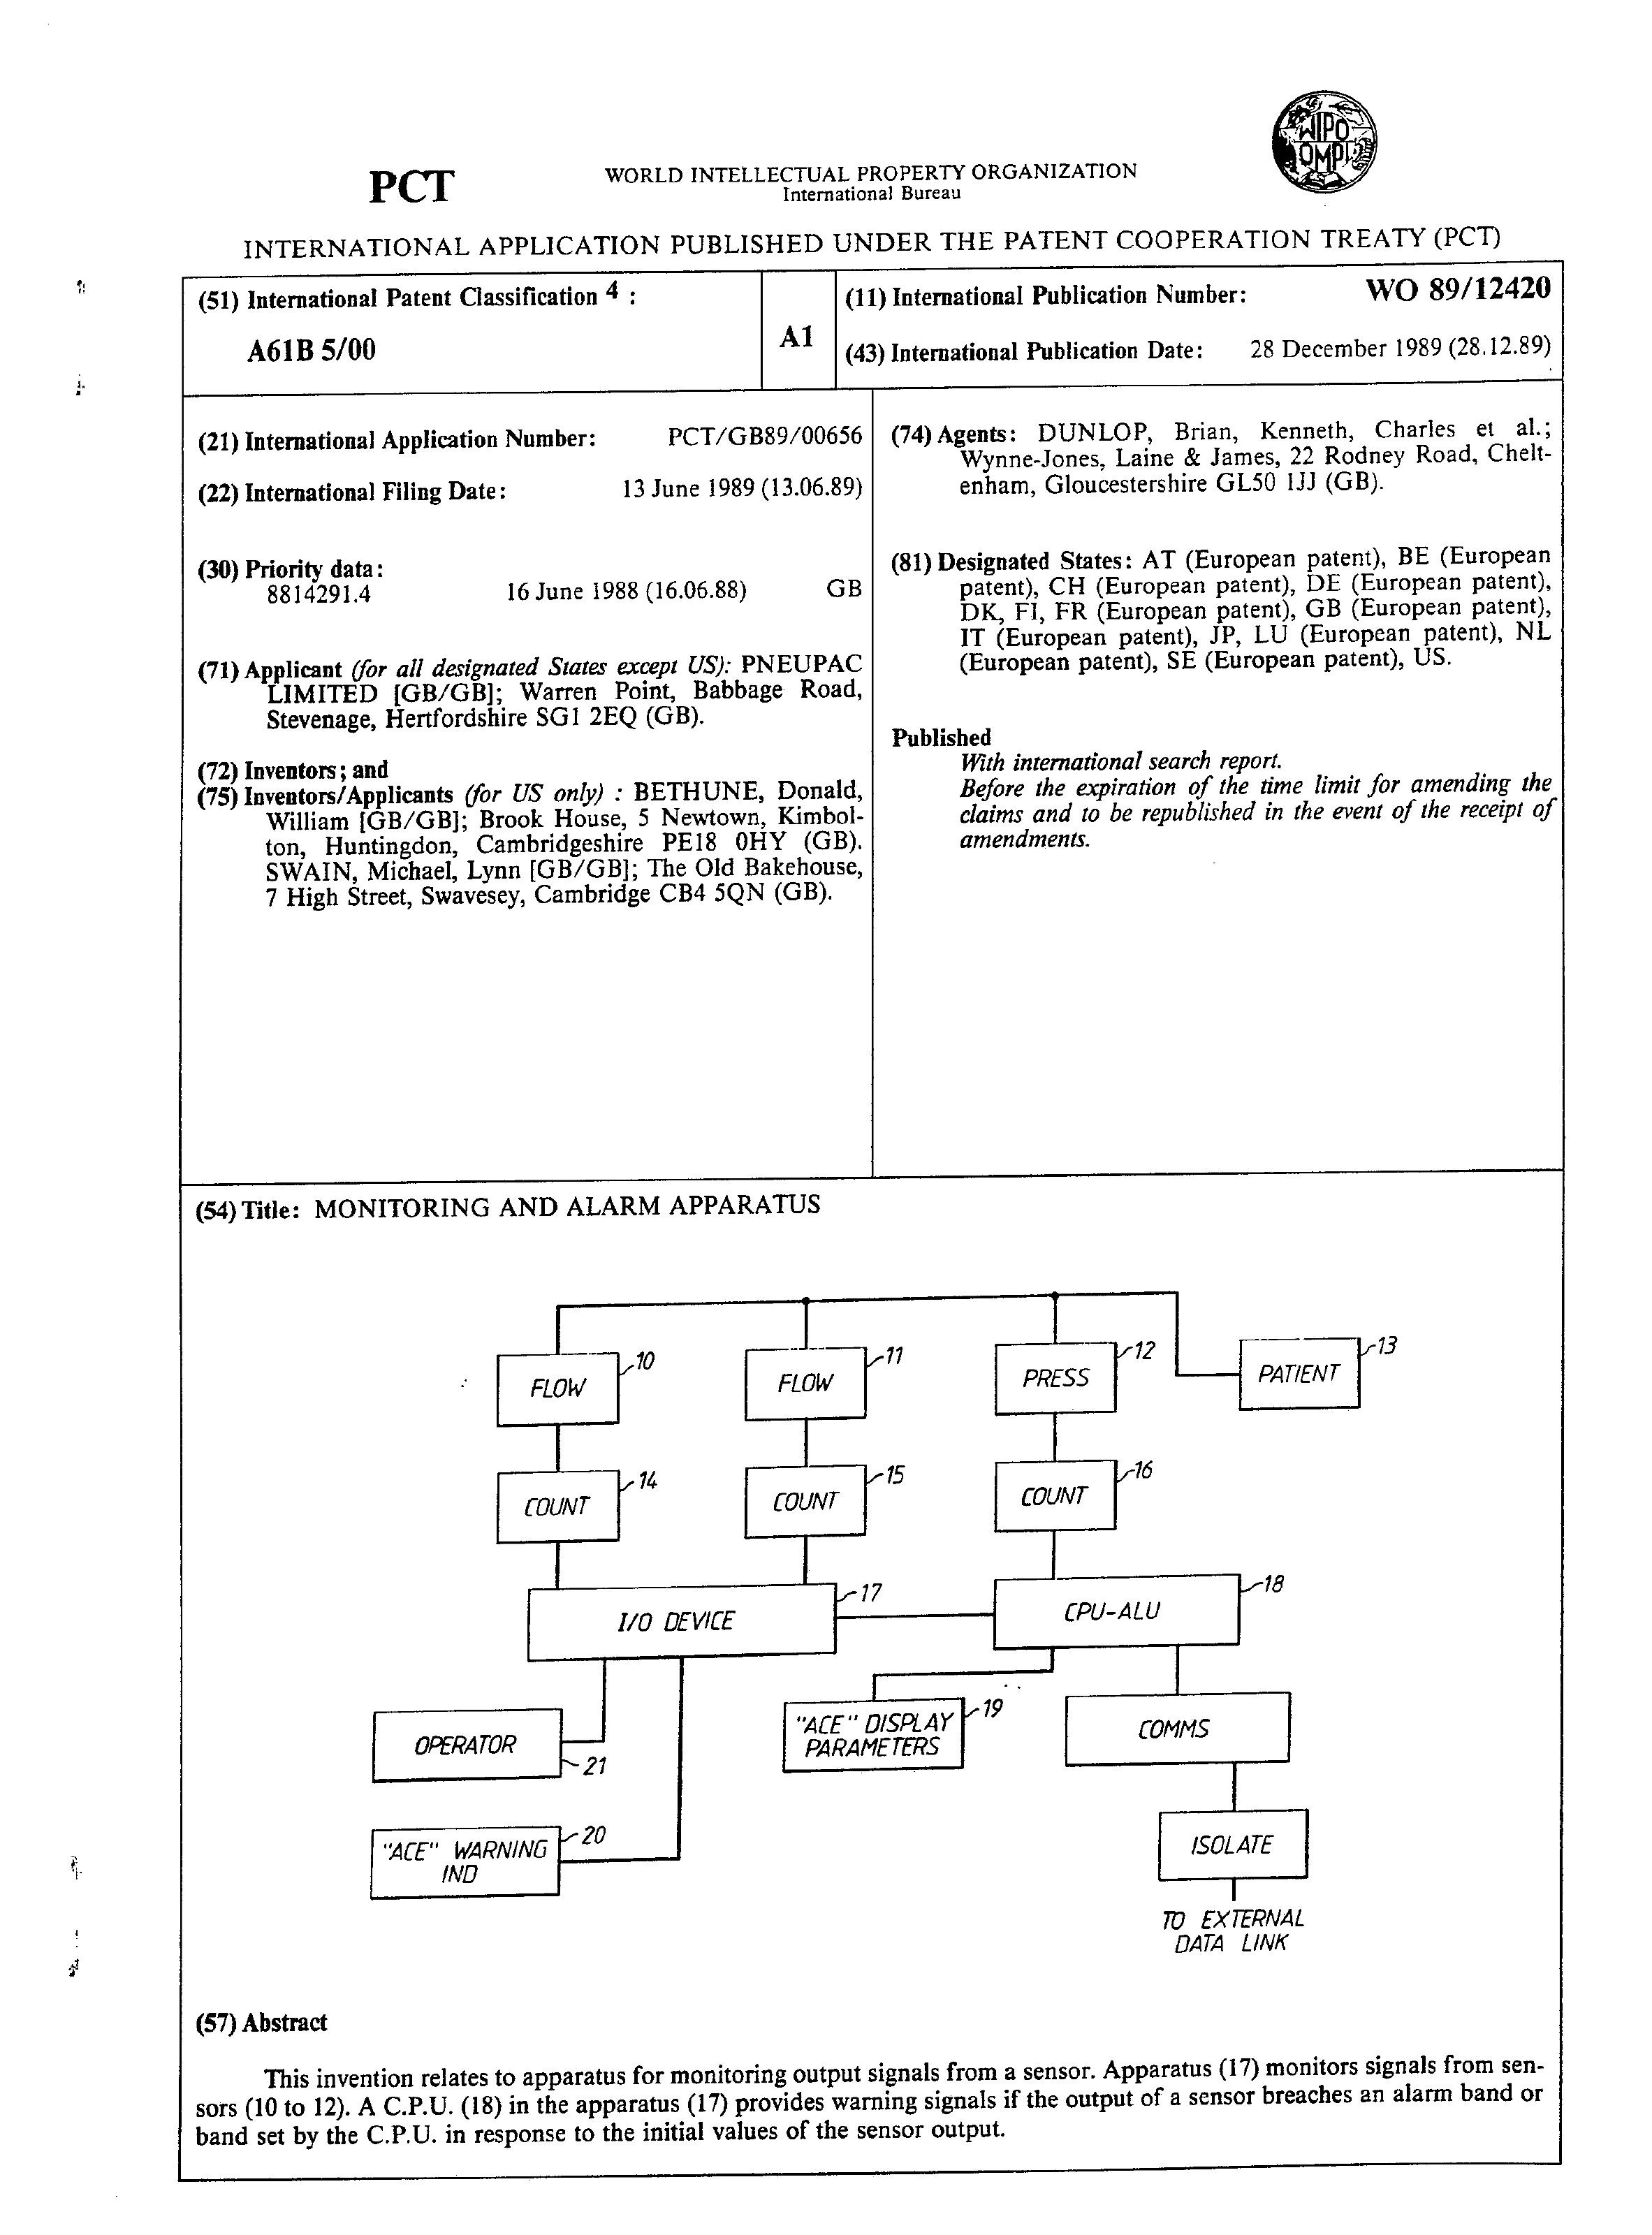 WIPO
OMPI
PCT
WORLD INTELLECTUAL PROPERTY ORGANIZATION
International Bureau
INTERNATIONAL APPLICATION PUBLISHED UNDER THE PATENT COOPERATION TREATY (PCT)
(51) International Patent Classification 4 :
A61B 5/00
A1
(11) International Publication Number: WO 89/12420
(43) International Publication Date: 28 December 1989 (28.12.89)
(21) International Application Number: PCT/GB89/00656
(22) International Filing Date: 13 June 1989 (13.06.89)
(30) Priority data:
8814291.4 16 June 1988 (16.06.88) GB
(71) Applicant (for all designated States except US): PNEUPAC
LIMITED [GB/GB]; Warren Point, Babbage Road,
Stevenage, Hertfordshire SG1 2EQ (GB).
(72) Inventors; and
(75) Inventors/Applicants (for US only) : BETHUNE, Donald,
William [GB/GB]; Brook House, 5 Newtown, Kimbol-
ton, Huntingdon, Cambridgeshire PE18 0HY (GB).
SWAIN, Michael, Lynn [GB/GB]; The Old Bakehouse,
7 High Street, Swavesey, Cambridge CB4 5QN (GB).
(74) Agents: DUNLOP, Brian, Kenneth, Charles et al.;
Wynne-Jones, Laine & James, 22 Rodney Road, Chelt-
enham, Gloucestershire GL50 1JJ (GB).
(81) Designated States: AT (European patent), BE (European
patent), CH (European patent), DE (European patent),
DK, FI, FR (European patent), GB (European patent),
IT (European patent), JP, LU (European patent), NL
(European patent), SE (European patent), US.
Published
With international search report.
Before the expiration of the time limit for amending the
claims and to be republished in the event of the receipt of
amendments.
(54) Title: MONITORING AND ALARM APPARATUS
FLOW 10
FLOW 11
PRESS 12
PATIENT 13
COUNT 14
COUNT 15
COUNT 16
I/O DEVICE 17
CPU-ALU 18
OPERATOR 21
"ACE" DISPLAY
PARAMETERS 19
COMMS
"ACE" WARNING
IND 20
ISOLATE
TO EXTERNAL
DATA LINK
(57) Abstract
This invention relates to apparatus for monitoring output signals from a sensor. Apparatus (17) monitors signals from sen-
sors (10 to 12). A C.P.U. (18) in the apparatus (17) provides warning signals if the output of a sensor breaches an alarm band or
band set by the C.P.U. in response to the initial values of the sensor output.